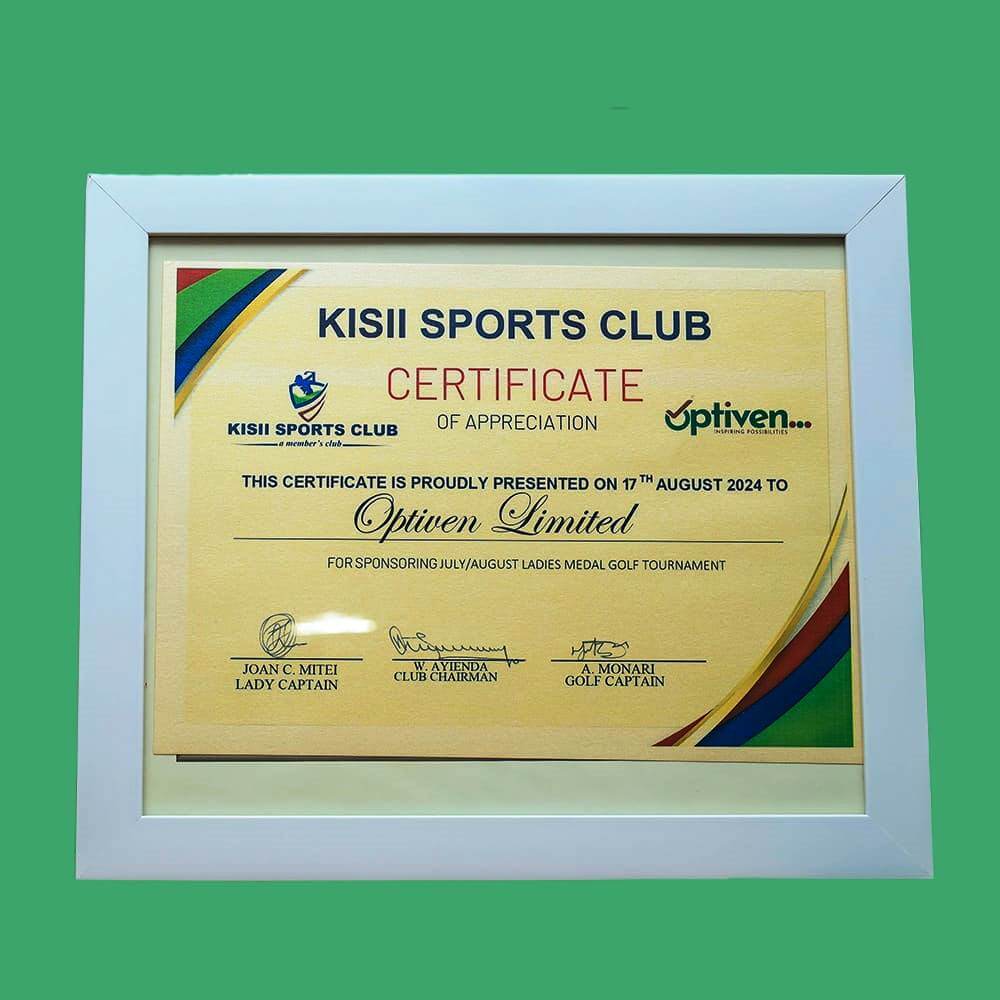 KISII SPORTS CLUB
CERTIFICATE
OF APPRECIATION
KISII SPORTS CLUB
a member's club
Optiven...
INSPIRING POSSIBILITIES
THIS CERTIFICATE IS PROUDLY PRESENTED ON 17TH AUGUST 2024 TO
Optiven Limited
FOR SPONSORING JULY/AUGUST LADIES MEDAL GOLF TOURNAMENT
JOAN C. MITEI
LADY CAPTAIN
W. AYIENDA
CLUB CHAIRMAN
A. MONARI
GOLF CAPTAIN